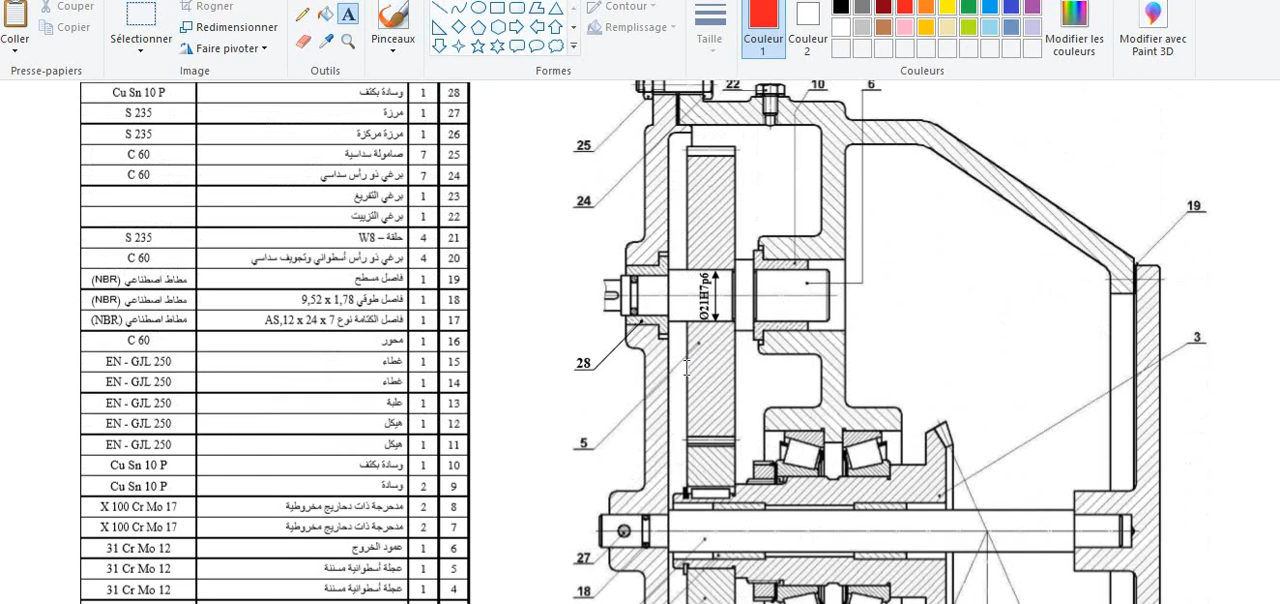 Coller
Couper
Copier
Presse-papiers
Sélectionner
Rogner
Redimensionner
Faire pivoter
Image
A
Outils
Pinceaux
Formes
Contour
Remplissage
Taille
Couleur
1
Couleur
2
Modifier les
couleurs
Modifier avec
Paint 3D
Couleurs
28 1 وسادة بكتف Cu Sn 10 P
27 1 مرزة S 235
26 1 مرزة مركزة S 235
25 7 صامولة سداسية C 60
24 7 برغي ذو رأس سداسي C 60
23 1 برغي التفريغ
22 1 برغي التزييت
21 4 حلقة – W8 S 235
20 4 برغي ذو رأس أسطواني وتجويف سداسي C 60
19 1 فاصل مسطح مطاط اصطناعي (NBR)
18 1 فاصل طوقي 9,52 x 1,78 مطاط اصطناعي (NBR)
17 1 فاصل الكتامة نوع AS,12 x 24 x 7 مطاط اصطناعي (NBR)
16 1 محور C 60
15 1 غطاء EN - GJL 250
14 1 غطاء EN - GJL 250
13 1 علبة EN - GJL 250
12 1 هيكل EN - GJL 250
11 1 هيكل EN - GJL 250
10 1 وسادة بكتف Cu Sn 10 P
9 2 وسادة Cu Sn 10 P
8 2 مدحرجة ذات دحاريج مخروطية X 100 Cr Mo 17
7 2 مدحرجة ذات دحاريج مخروطية X 100 Cr Mo 17
6 1 عمود الخروج 31 Cr Mo 12
5 1 عجلة أسطوانية مسننة 31 Cr Mo 12
4 1 عجلة أسطوانية مسننة 31 Cr Mo 12
22
10
6
25
24
19
O21H7p6
28
3
5
27
18